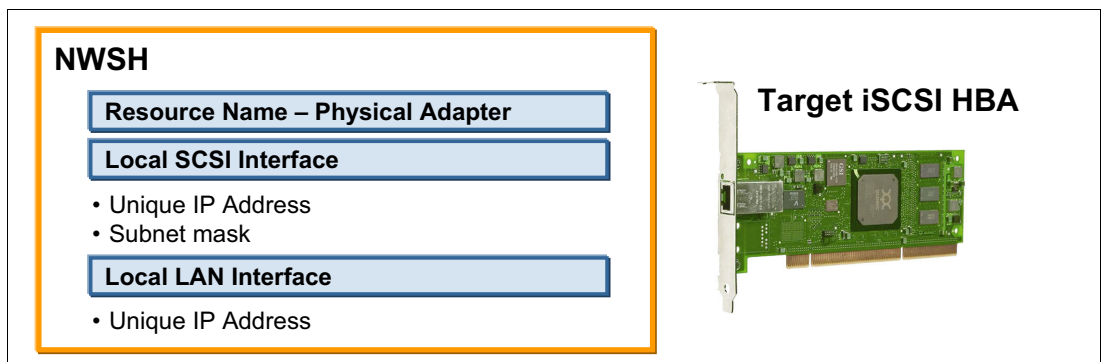 NWSH
Resource Name – Physical Adapter
Local SCSI Interface
• Unique IP Address
• Subnet mask
Local LAN Interface
• Unique IP Address
Target iSCSI HBA